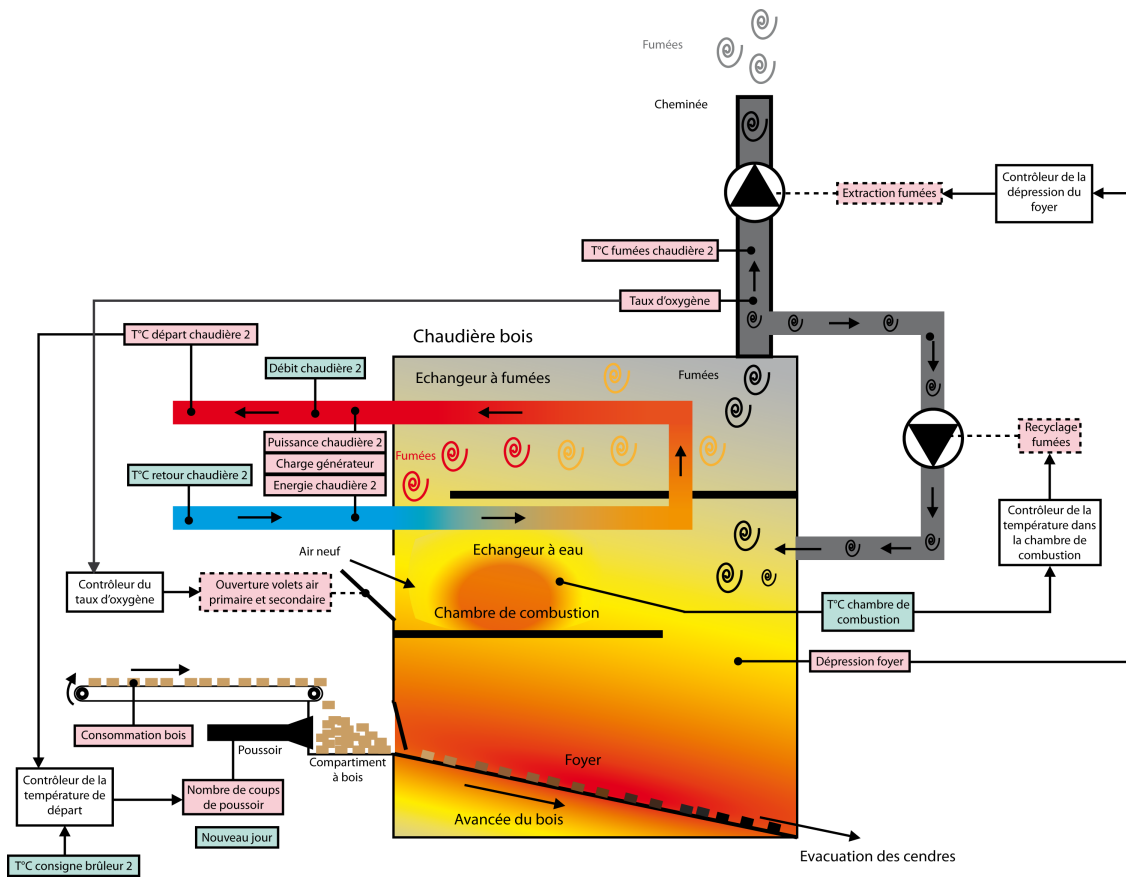 Fumées
Cheminée
Contrôleur de la
dépression du
foyer
Extraction fumées
T°C fumées chaudière 2
Taux d'oxygène
T°C départ chaudière 2
Chaudière bois
Débit chaudière 2
Echangeur à fumées
Fumées
Puissance chaudière 2
Charge générateur
Energie chaudière 2
Fumées
T°C retour chaudière 2
Recyclage
fumées
Contrôleur de la
température dans
la chambre de
combustion
Air neuf
Echangeur à eau
Contrôleur du
taux d'oxygène
Ouverture volets air
primaire et secondaire
Chambre de combustion
T°C chambre de
combustion
Dépression foyer
Consommation bois
Poussoir
Compartiment
à bois
Foyer
Contrôleur de la
température de
départ
Nombre de coups
de poussoir
Avancée du bois
Nouveau jour
T°C consigne brûleur 2
Evacuation des cendres